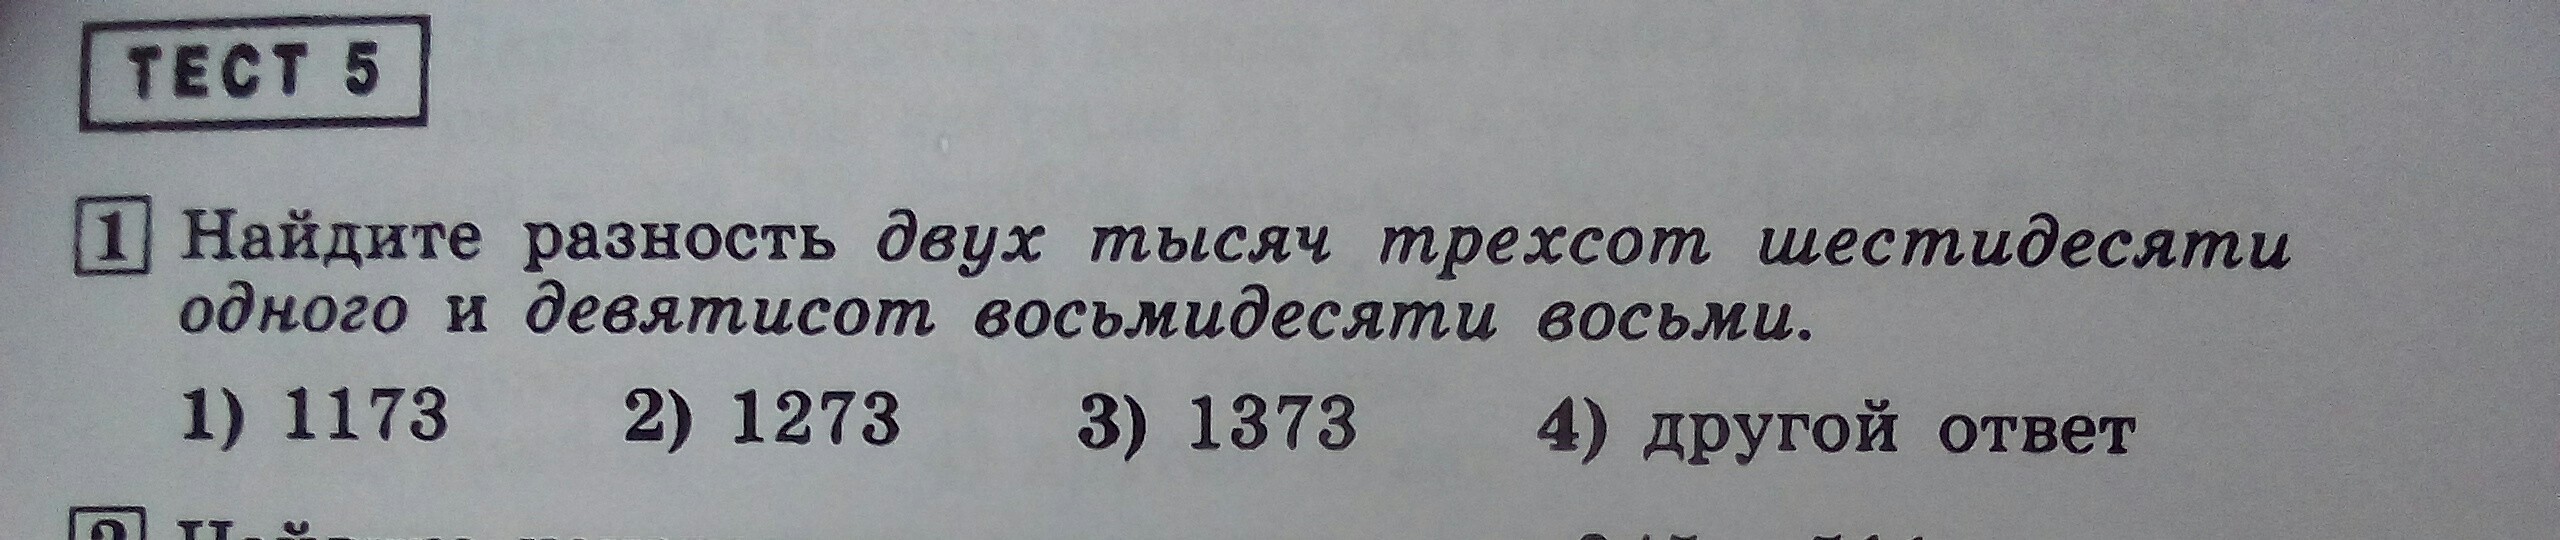 ТЕСТ 5
1 Найдите разность двух тысяч трехсот шестидесяти
одного и девятисот восьмидесяти восьми.
1) 1173 2) 1273 3) 1373 4) другой ответ